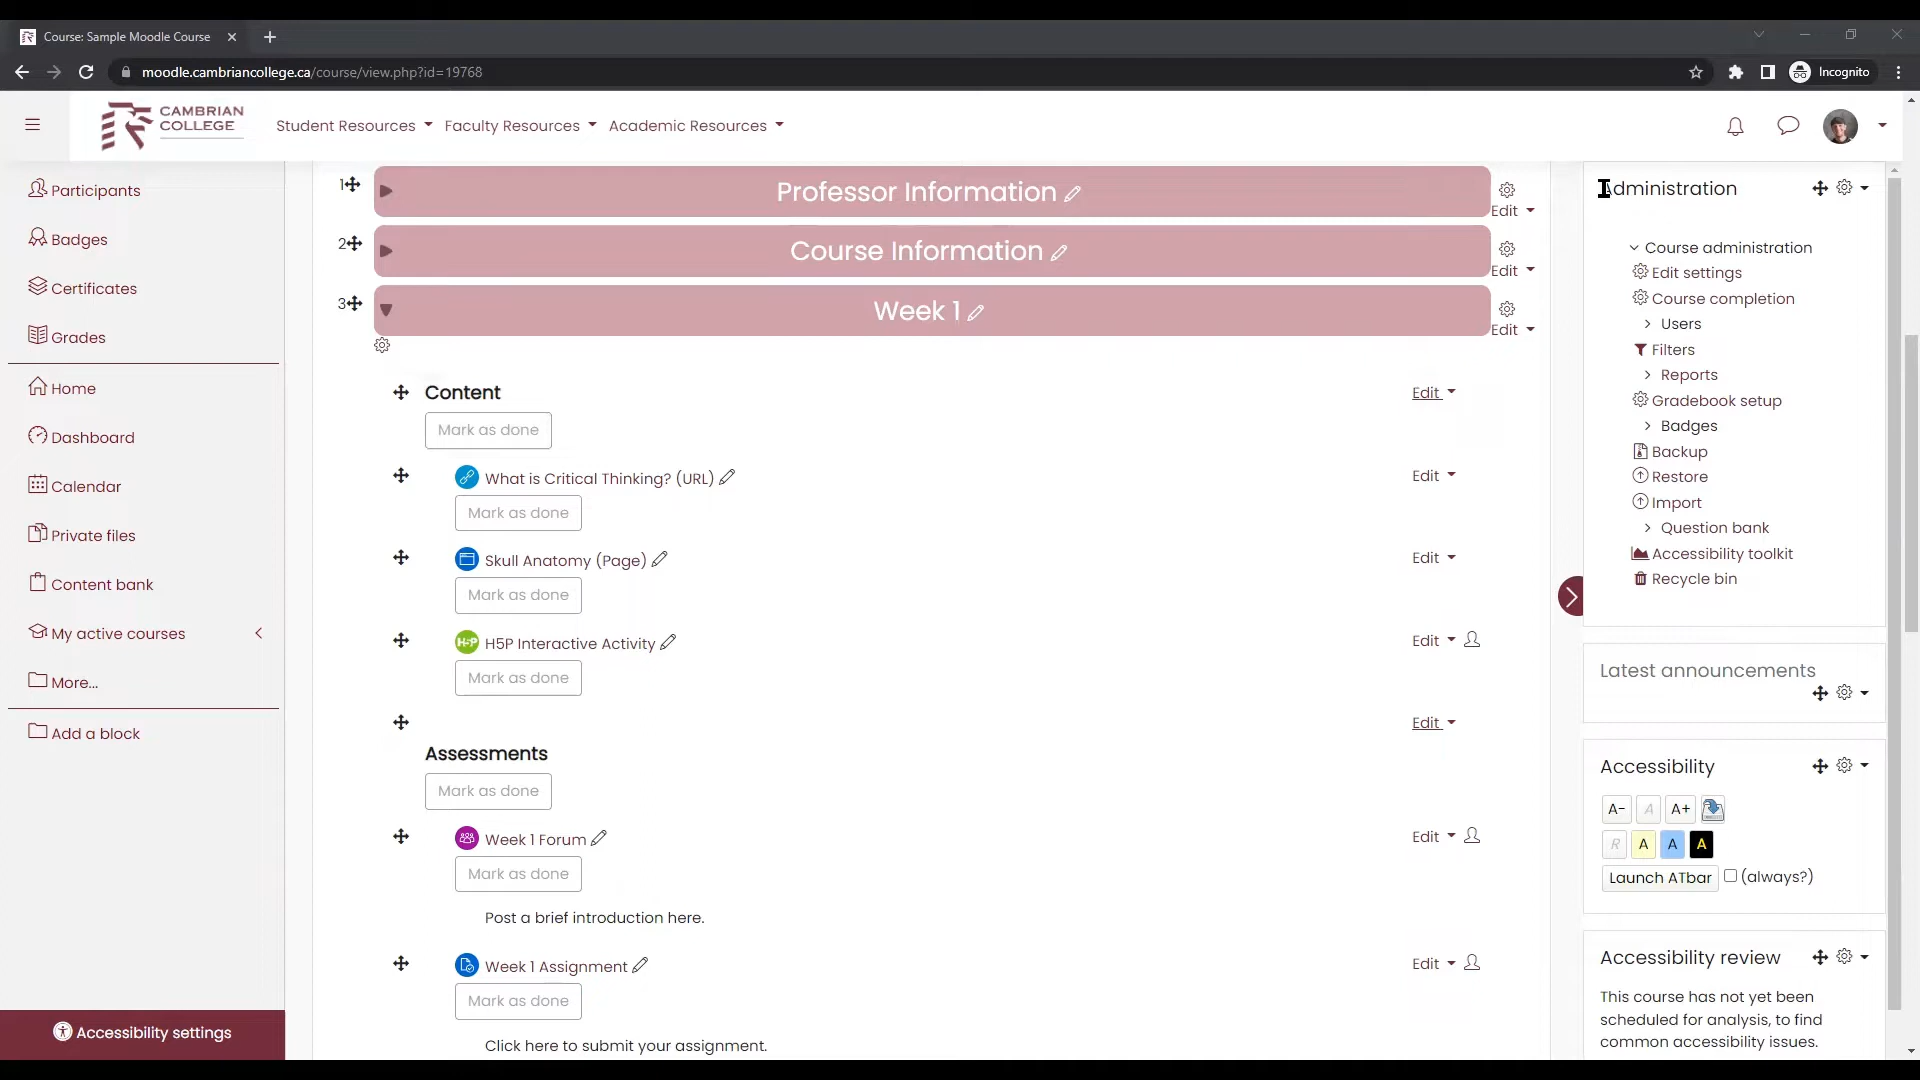 Course: Sample Moodle Course
moodle.cambriancollege.ca/course/view.php?id=19768
Incognito
CAMBRIAN
COLLEGE
Student Resources
Faculty Resources
Academic Resources
Participants
Badges
Certificates
Grades
Home
Dashboard
Calendar
Private files
Content bank
My active courses
More...
Add a block
Accessibility settings
1
Professor Information
Edit
2
Course Information
Edit
3
Week 1
Edit
Content
Edit
Mark as done
What is Critical Thinking? (URL)
Edit
Mark as done
Skull Anatomy (Page)
Edit
Mark as done
H5P
H5P Interactive Activity
Edit
Mark as done
Edit
Assessments
Mark as done
Week 1 Forum
Edit
Mark as done
Post a brief introduction here.
Week 1 Assignment
Edit
Mark as done
Click here to submit your assignment.
Administration
Course administration
Edit settings
Course completion
Users
Filters
Reports
Gradebook setup
Badges
Backup
Restore
Import
Question bank
Accessibility toolkit
Recycle bin
Latest announcements
Accessibility
A- A A+
R A A A
Launch ATbar (always?)
Accessibility review
This course has not yet been
scheduled for analysis, to find
common accessibility issues.